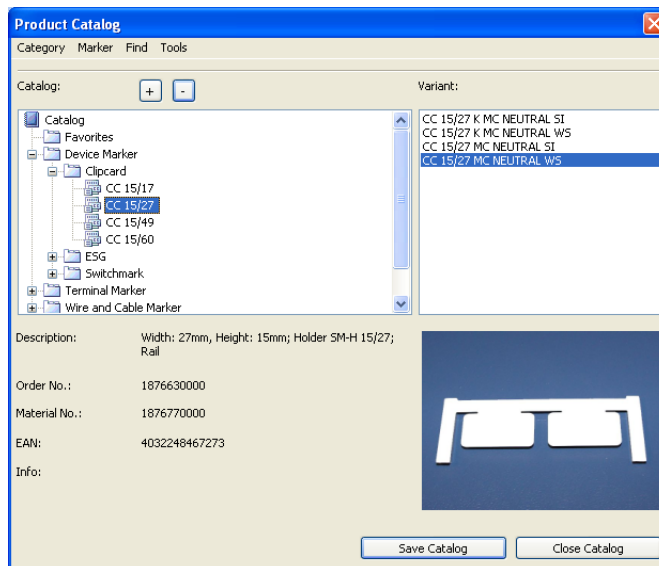 Product Catalog
Category Marker Find Tools
Catalog: + - Variant:
Catalog
Favorites
Device Marker
Clipcard
CC 15/17
CC 15/27
CC 15/49
CC 15/60
ESG
Switchmark
Terminal Marker
Wire and Cable Marker
CC 15/27 K MC NEUTRAL SI
CC 15/27 K MC NEUTRAL WS
CC 15/27 MC NEUTRAL SI
CC 15/27 MC NEUTRAL WS
Description: Width: 27mm, Height: 15mm; Holder SM-H 15/27;
Rail
Order No.: 1876630000
Material No.: 1876770000
EAN: 4032248467273
Info:
Save Catalog Close Catalog